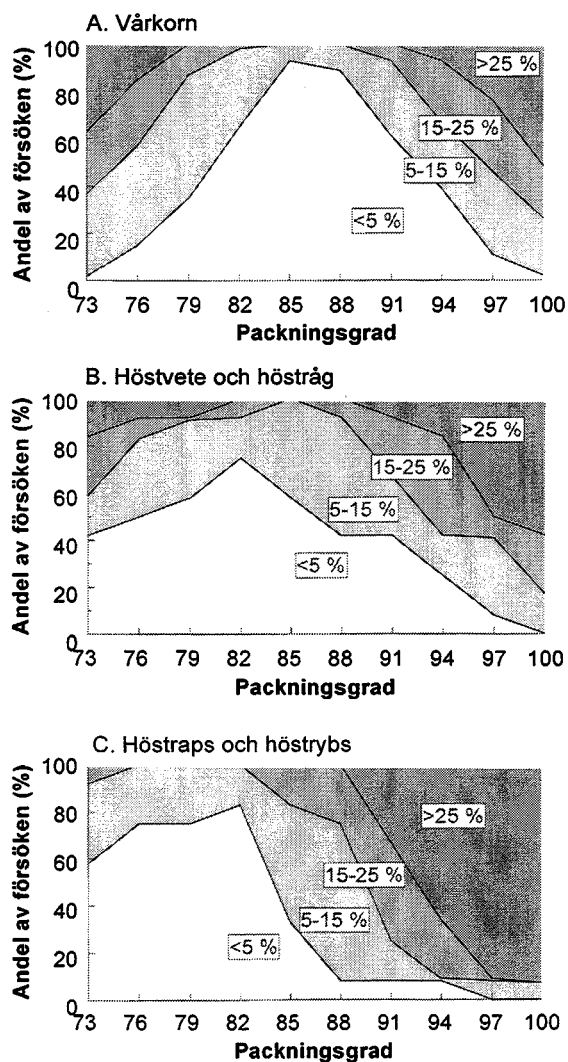 A. Vårkorn
Andel av försöken (%)
100
80
60
40
20
0
>25 %
15-25 %
5-15 %
<5 %
73 76 79 82 85 88 91 94 97 100
Packningsgrad
B. Höstvete och höstråg
Andel av försöken (%)
100
80
60
40
20
0
>25 %
15-25 %
5-15 %
<5 %
73 76 79 82 85 88 91 94 97 100
Packningsgrad
C. Höstraps och höstrybs
Andel av försöken (%)
100
80
60
40
20
0
>25 %
15-25 %
5-15 %
<5 %
73 76 79 82 85 88 91 94 97 100
Packningsgrad